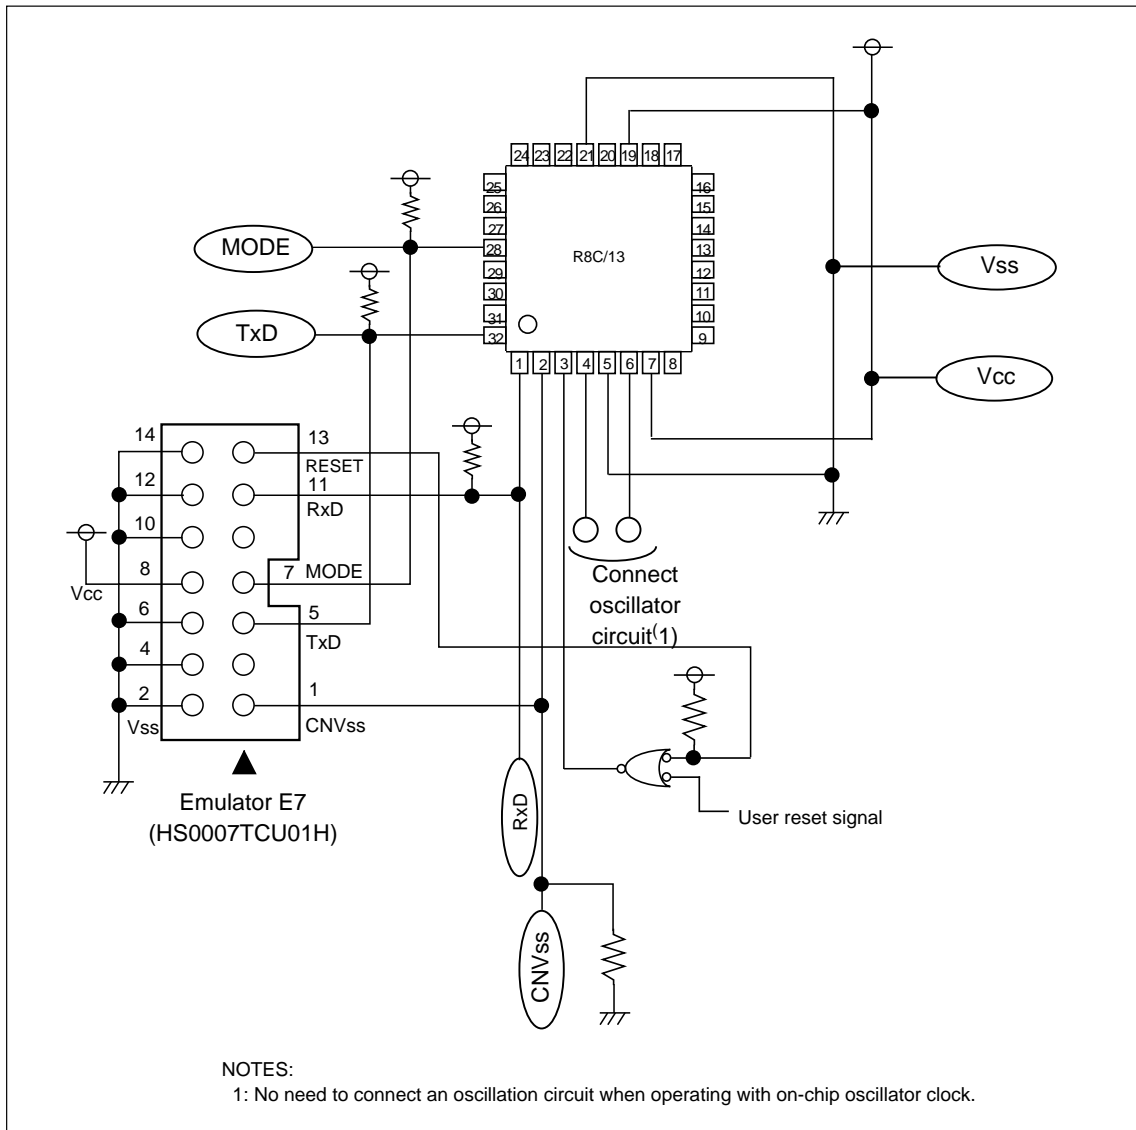 24 23 22 21 20 19 18 17
25
26
27
28
29
30
31
32
16
15
14
13
12
11
10
9
R8C/13
1 2 3 4 5 6 7 8
MODE
TxD
Vss
Vcc
14
12
10
8
Vcc
6
4
2
Vss
13
RESET
11
RxD
7 MODE
5
TxD
1
CNVss
Emulator E7
(HS0007TCU01H)
Connect
oscillator
circuit(1)
User reset signal
RxD
CNVss
NOTES:
1: No need to connect an oscillation circuit when operating with on-chip oscillator clock.